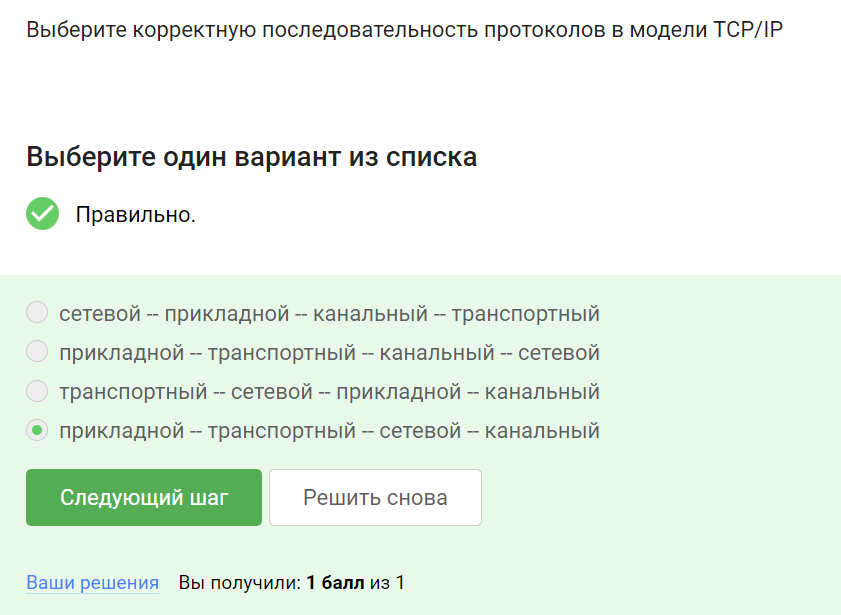 Выберите корректную последовательность протоколов в модели TCP/IP
Выберите один вариант из списка
Правильно.
сетевой -- прикладной -- канальный -- транспортный
прикладной -- транспортный -- канальный -- сетевой
транспортный -- сетевой -- прикладной -- канальный
прикладной -- транспортный -- сетевой -- канальный
Следующий шаг Решить снова
Ваши решения Вы получили: 1 балл из 1